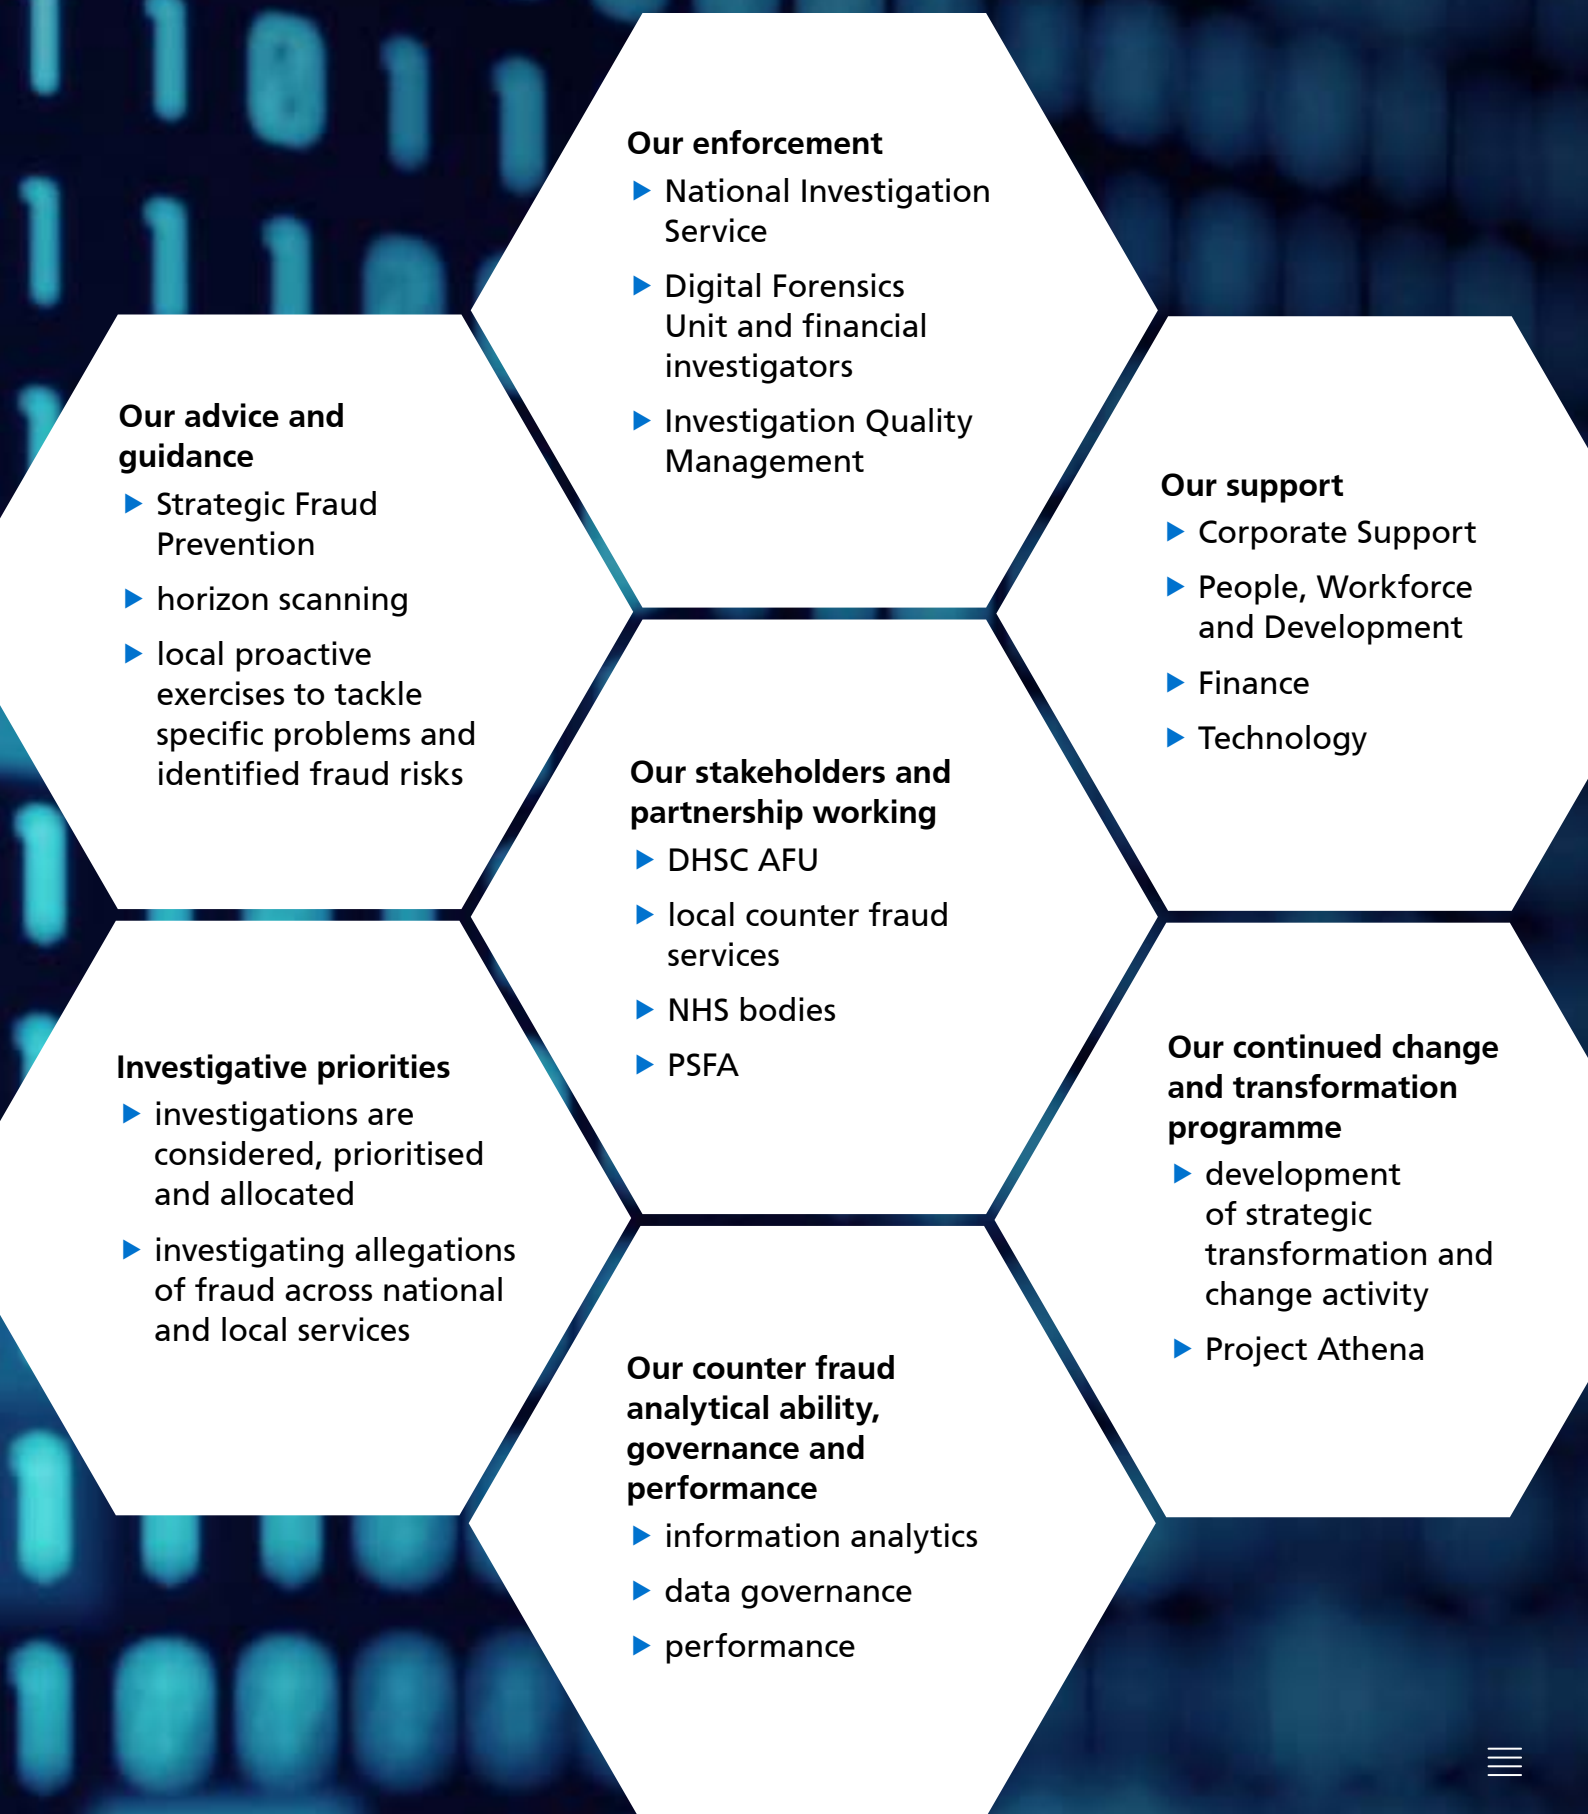 Our enforcement
National Investigation
Service
Digital Forensics
Unit and financial
investigators
Investigation Quality
Management
Our advice and
guidance
Strategic Fraud
Prevention
horizon scanning
local proactive
exercises to tackle
specific problems and
identified fraud risks
Our support
Corporate Support
People, Workforce
and Development
Finance
Technology
Our stakeholders and
partnership working
DHSC AFU
local counter fraud
services
NHS bodies
PSFA
Investigative priorities
investigations are
considered, prioritised
and allocated
investigating allegations
of fraud across national
and local services
Our continued change
and transformation
programme
development
of strategic
transformation and
change activity
Project Athena
Our counter fraud
analytical ability,
governance and
performance
information analytics
data governance
performance